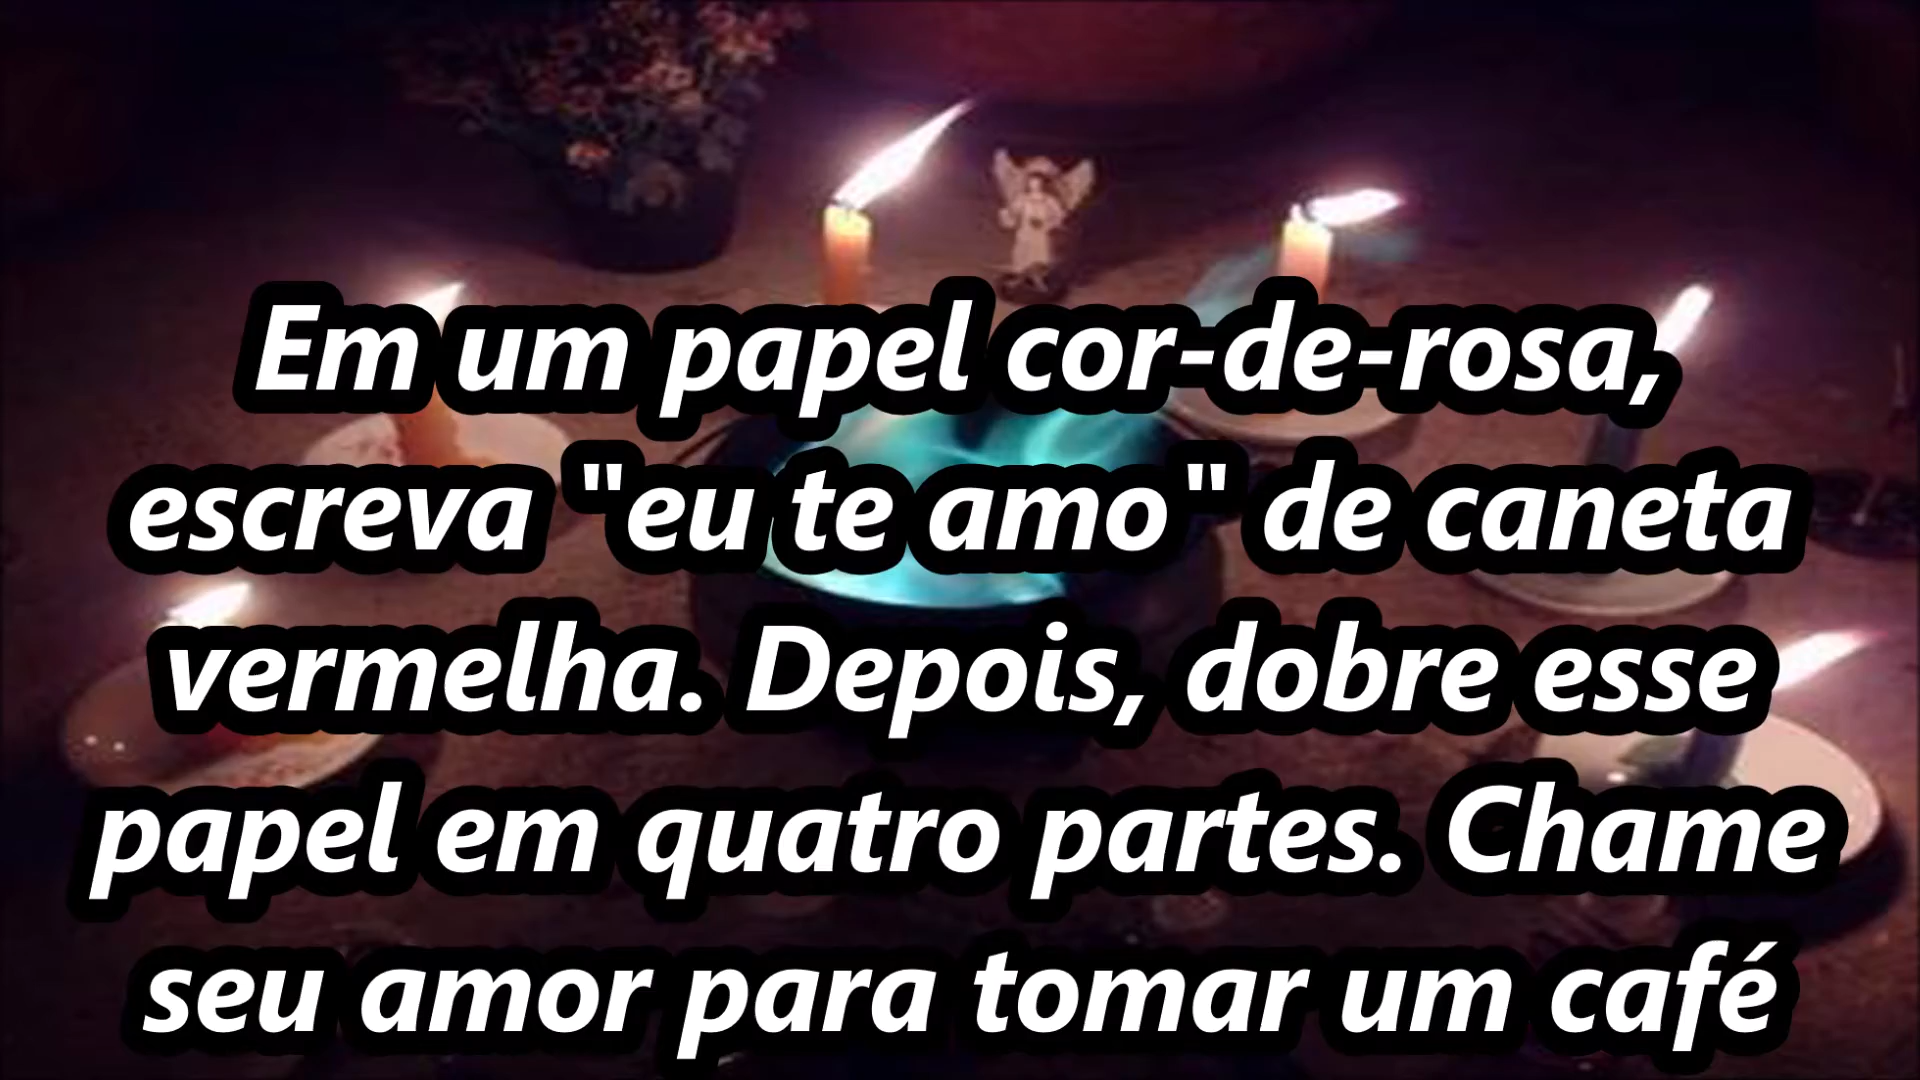 Em um papel cor-de-rosa,
escreva "eu te amo" de caneta
vermelha. Depois, dobre esse
papel em quatro partes. Chame
seu amor para tomar um café